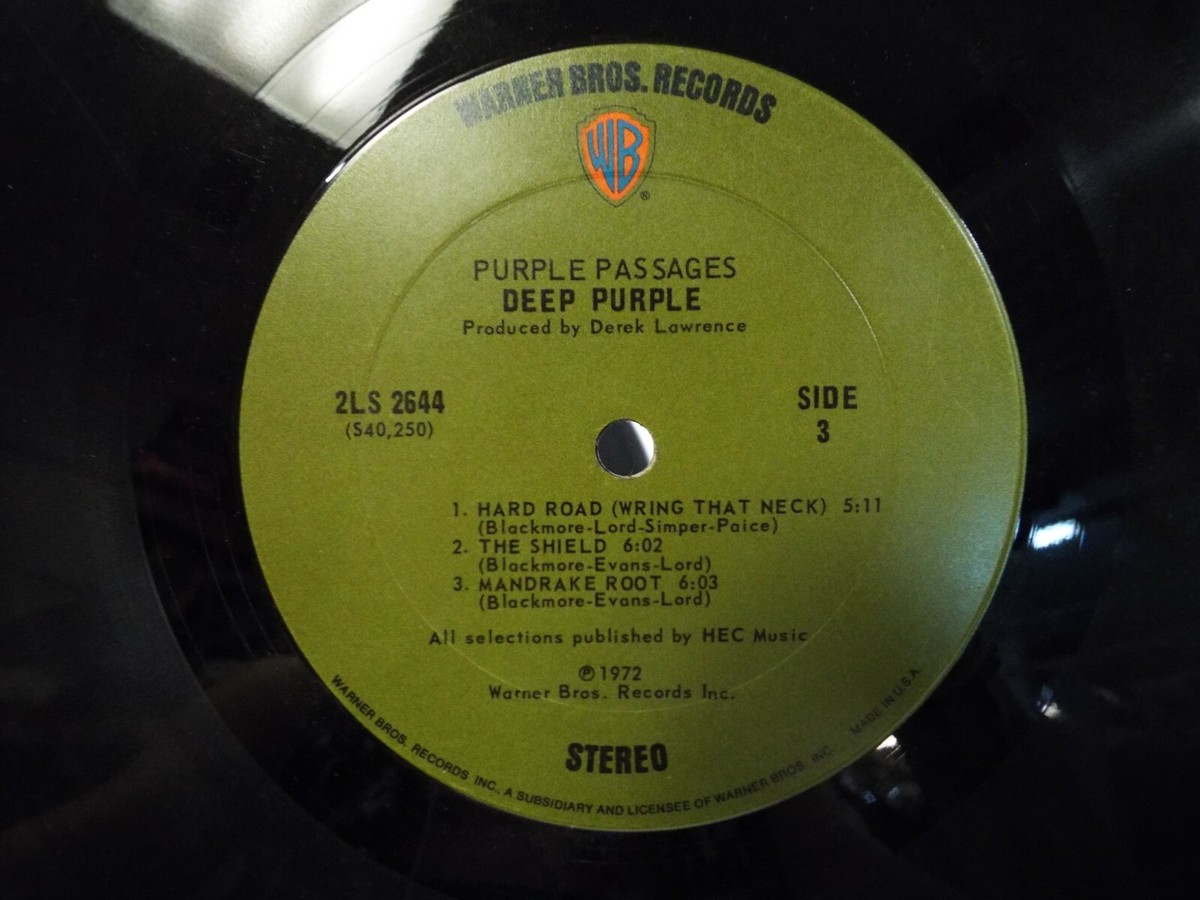 WARNER BROS. RECORDS
WB
®
PURPLE PASSAGES
DEEP PURPLE
Produced by Derek Lawrence
2LS 2644
(S40,250)
SIDE
3
1. HARD ROAD (WRING THAT NECK) 5:11
(Blackmore-Lord-Simper-Paice)
2. THE SHIELD 6:02
(Blackmore-Evans-Lord)
3. MANDRAKE ROOT 6:03
(Blackmore-Evans-Lord)
All selections published by HEC Music
℗ 1972
Warner Bros. Records Inc.
STEREO
WARNER BROS. RECORDS INC., A SUBSIDIARY AND LICENSEE OF WARNER BROS. INC. MADE IN U.S.A.